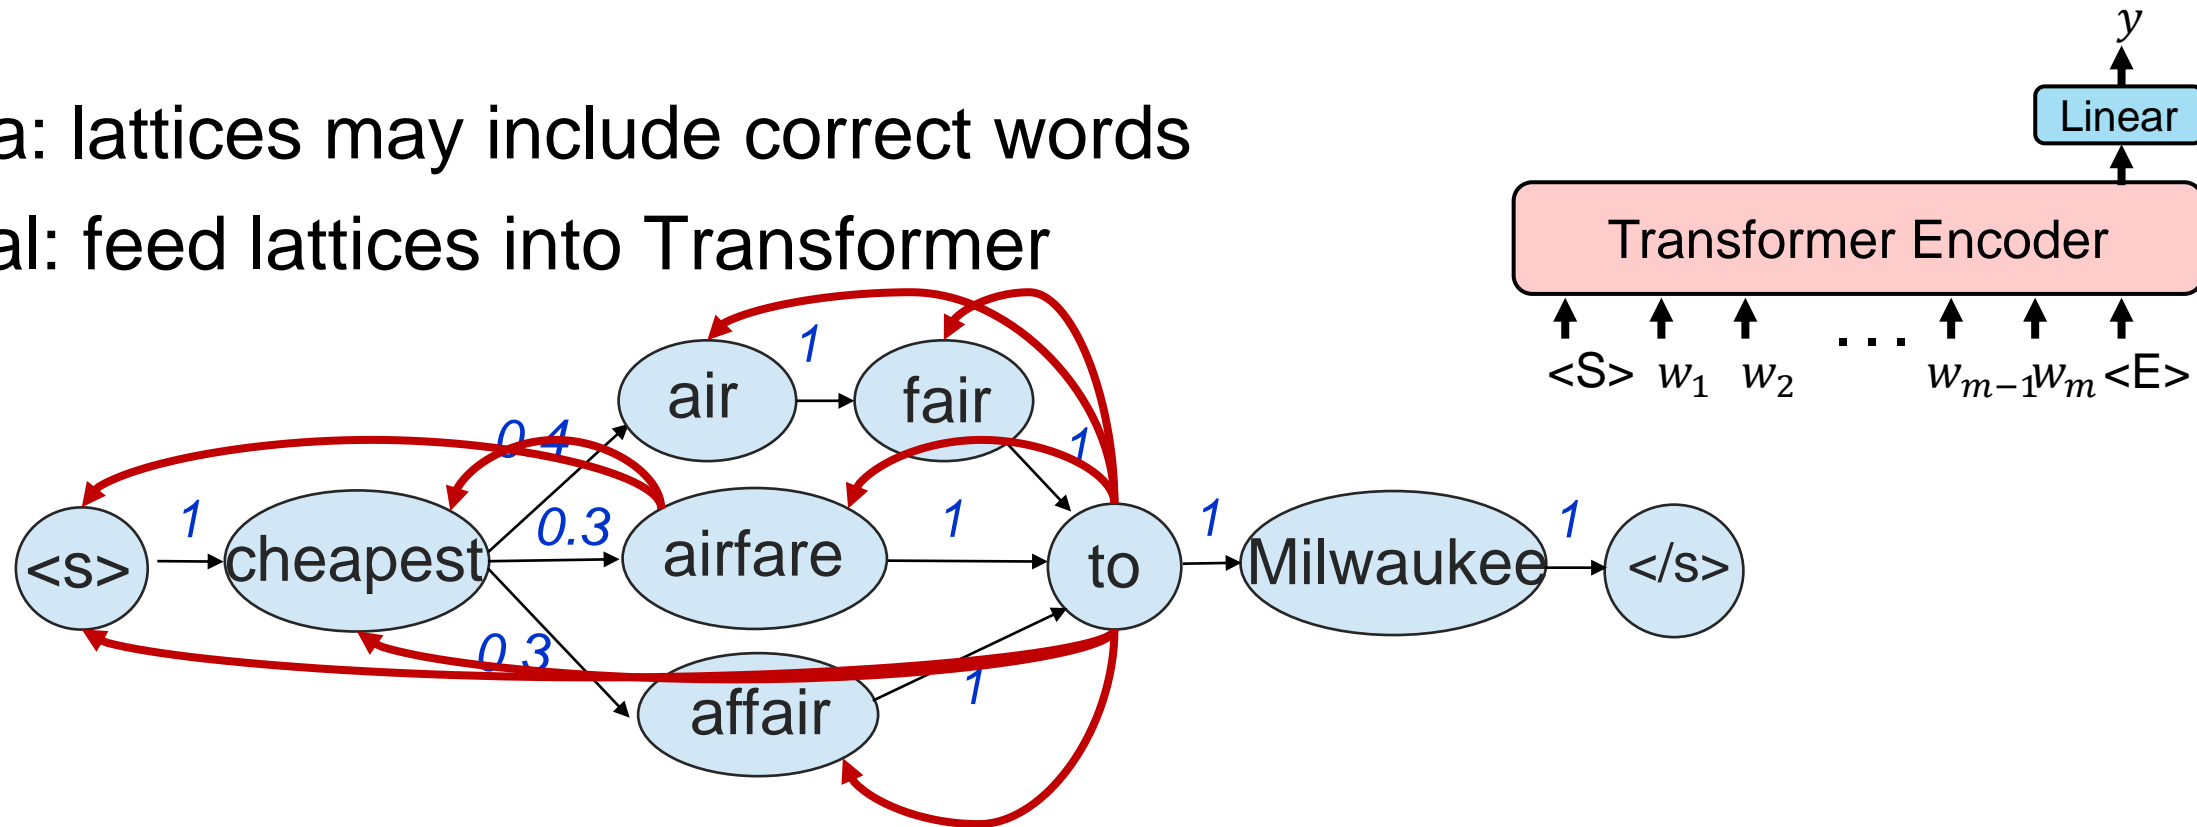 y
Linear
a: lattices may include correct words
al: feed lattices into Transformer
Transformer Encoder
<S> w₁ w₂ ... wₘ₋₁ wₘ <E>
1
air fair
0.4 1
1 0.3 1 1 1
<s> cheapest airfare to Milwaukee </s>
0.3 1
affair